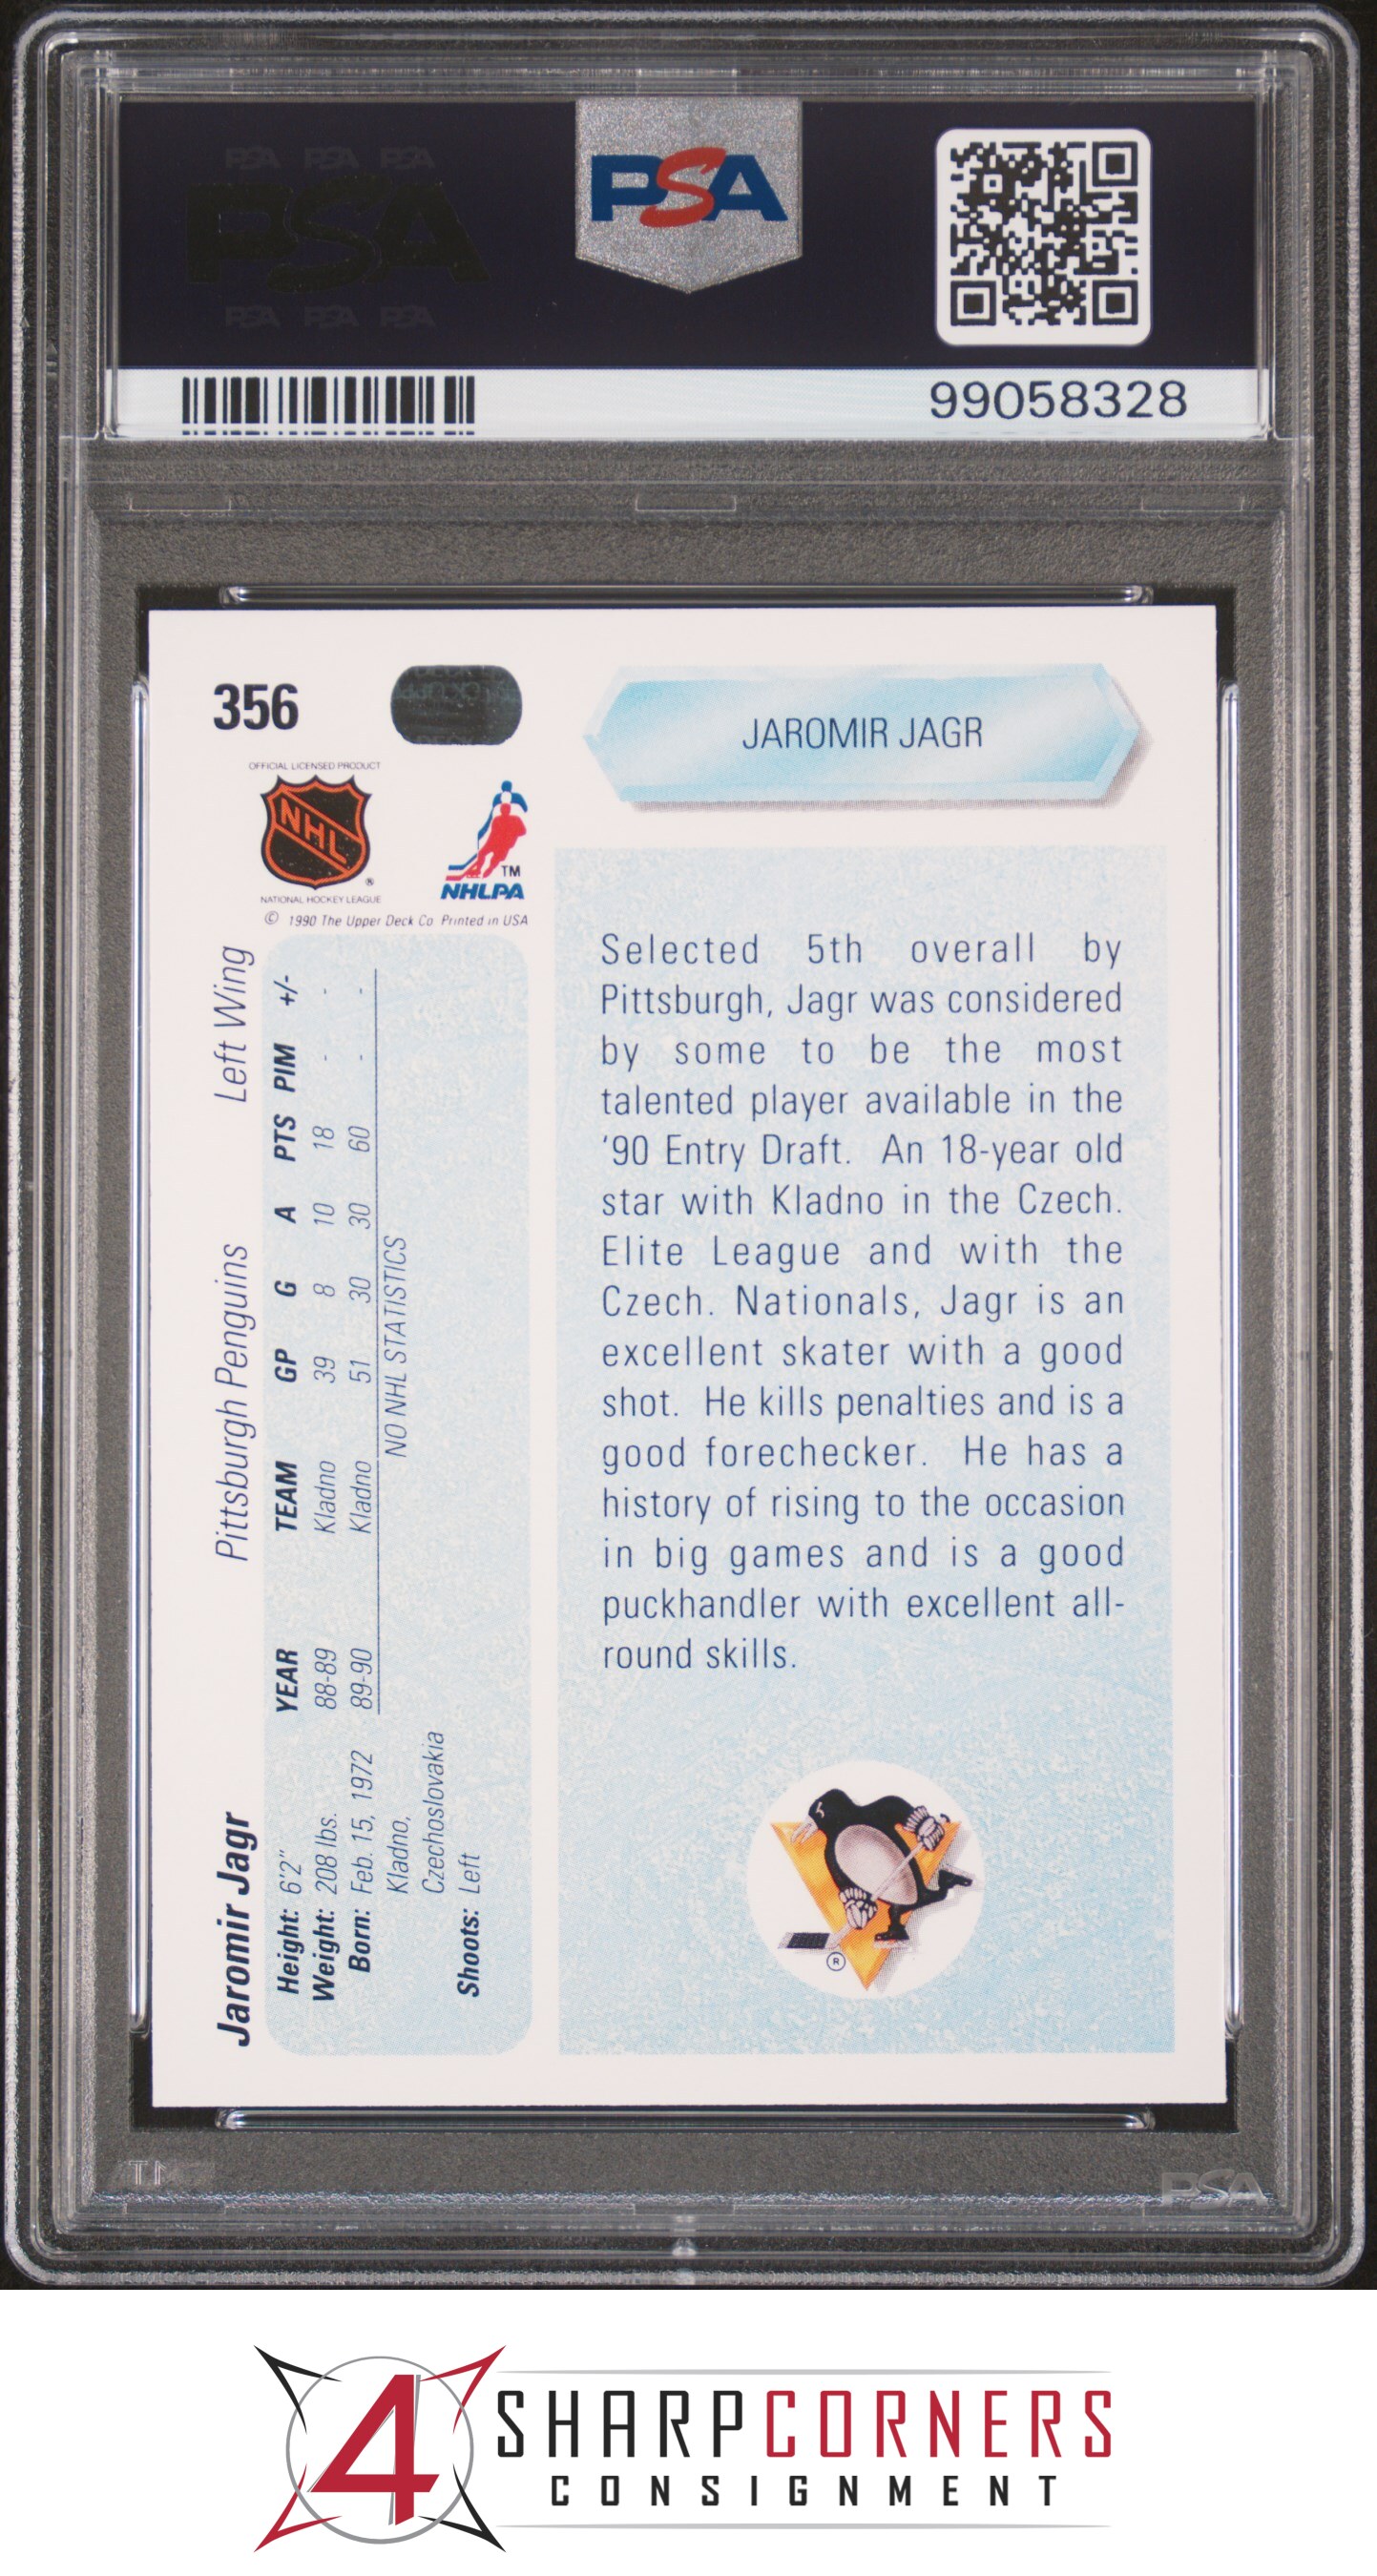 PSA PSA PSA
PSA
PSA PSA PSA
PSA
99058328
356
JAROMIR JAGR
OFFICIAL LICENSED PRODUCT
NHL
®
NATIONAL HOCKEY LEAGUE
TM
NHLPA
© 1990 The Upper Deck Co Printed in USA
Jaromir Jagr Pittsburgh Penguins Left Wing
Height: 6'2"
Weight: 208 lbs.
Born: Feb. 15, 1972
Kladno,
Czechoslovakia
Shoots: Left
YEAR TEAM GP G A PTS PIM +/-
88-89 Kladno 39 8 10 18 - -
89-90 Kladno 51 30 30 60 - -
NO NHL STATISTICS
Selected 5th overall by
Pittsburgh, Jagr was considered
by some to be the most
talented player available in the
'90 Entry Draft. An 18-year old
star with Kladno in the Czech.
Elite League and with the
Czech. Nationals, Jagr is an
excellent skater with a good
shot. He kills penalties and is a
good forechecker. He has a
history of rising to the occasion
in big games and is a good
puckhandler with excellent all-
round skills.
®
PSA
4
SHARPCORNERS
CONSIGNMENT